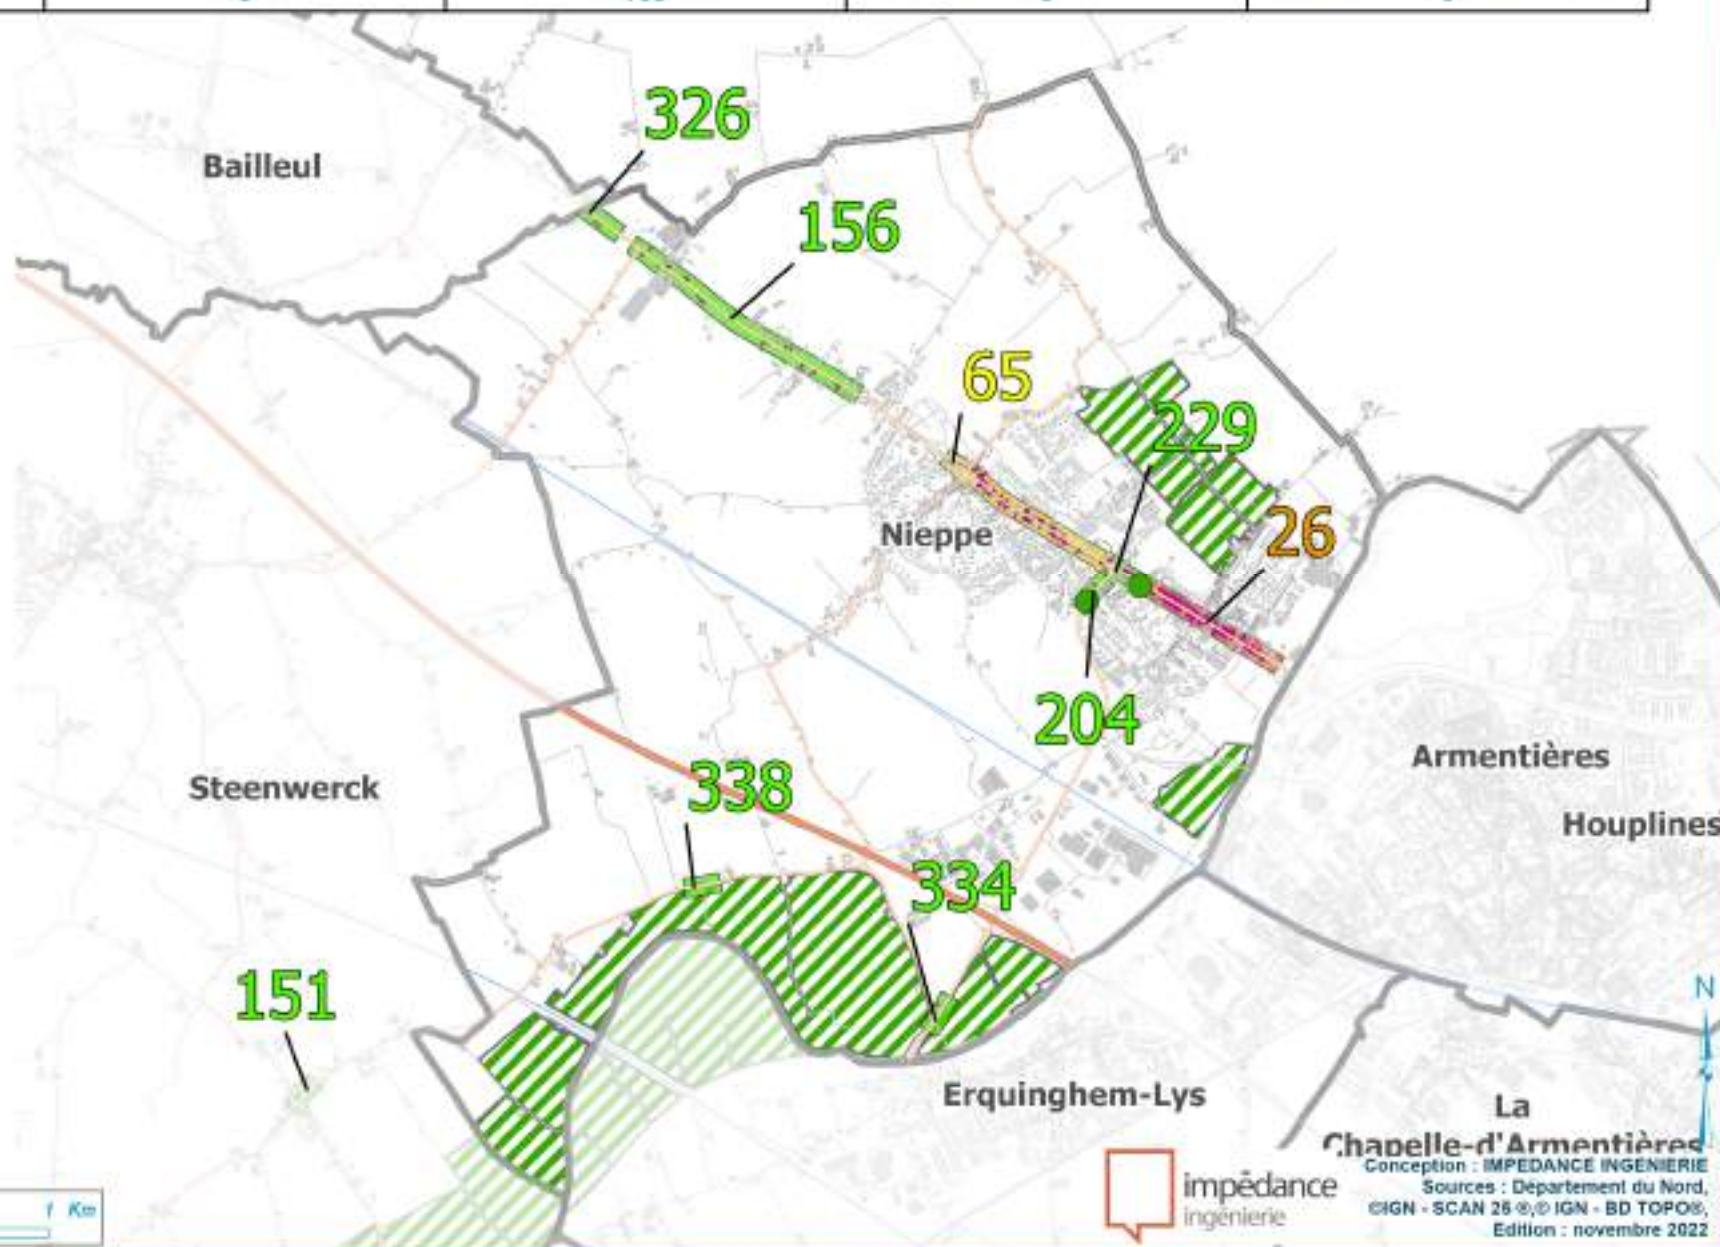 326
Bailleul
156
65
229
26
Nieppe
204
Armentières
338
Steenwerck
Houplines
334
151
N
Erquinghem-Lys
La
Chapelle-d'Armentières
Conception : IMPEDANCE INGENIERIE
impédance
Sources : Département du Nord,
ingénierie
©IGN - SCAN 25 ®,© IGN - BD TOPO®,
1 Km
Edition : novembre 2022